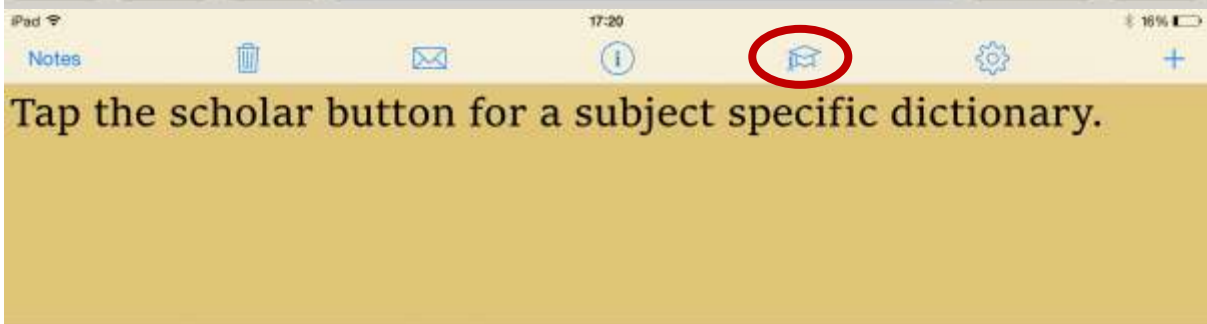 iPad 17:20 16%
Notes
Tap the scholar button for a subject specific dictionary.